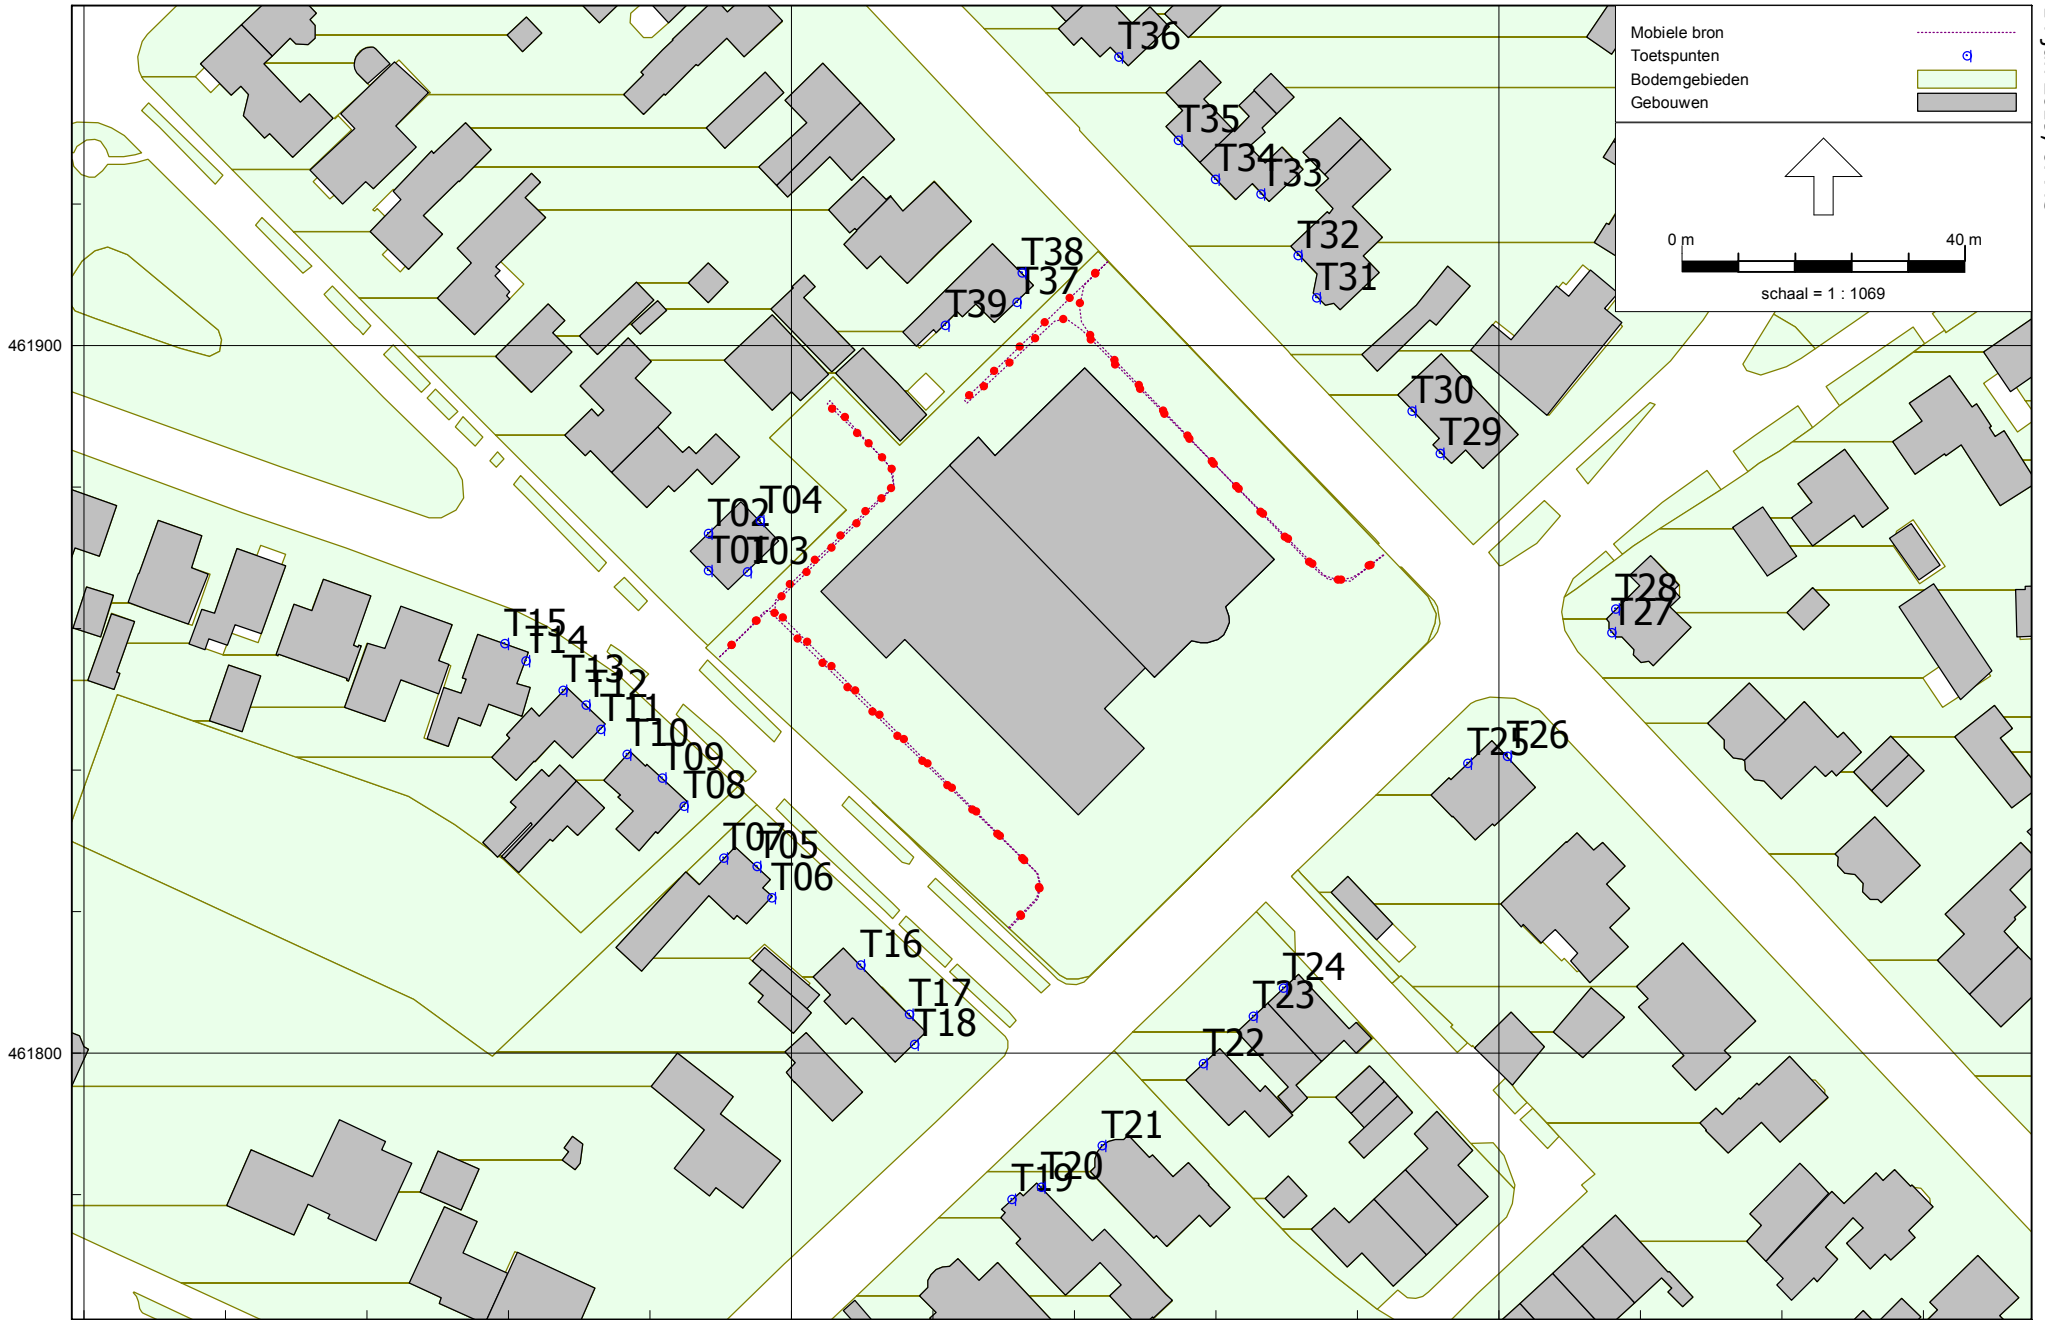 Mobiele bron
Toetspunten
Bodemgebieden
Gebouwen
0 m
40 m
schaal = 1 : 1069
T36
T35
T34
T33
T32
T31
T38
T37
T39
461900
T30
T29
T02
T04
T01
T03
T28
T27
T15
T14
T13
T12
T11
T10
T09
T08
T25
T26
T07
T05
T06
T16
T17
T18
T24
T23
T22
461800
T21
T20
T19